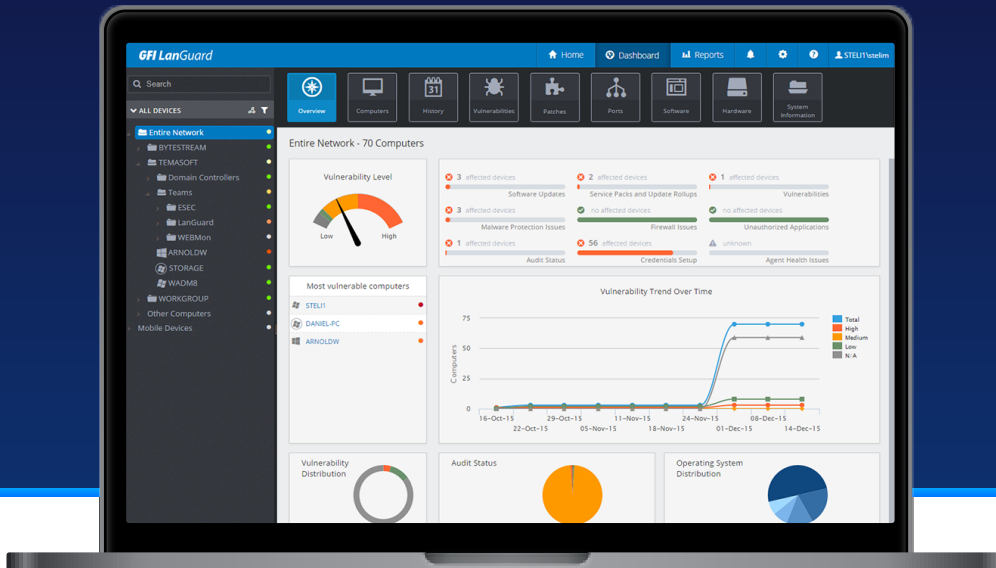 GFI LanGuard
Home
Dashboard
Reports
STELI1\stelim
Search
Overview
Computers
31
History
Vulnerabilities
Patches
Ports
Software
Hardware
System
Information
ALL DEVICES
Entire Network
BYTESTREAM
TEMASOFT
Domain Controllers
Teams
ESEC
LanGuard
WEBMon
ARNOLDW
STORAGE
WADM8
WORKGROUP
Other Computers
Mobile Devices
Entire Network - 70 Computers
Vulnerability Level
Low
High
3 affected devices
Software Updates
2 affected devices
Service Packs and Update Rollups
1 affected devices
Vulnerabilities
3 affected devices
Malware Protection Issues
no affected devices
Firewall Issues
no affected devices
Unauthorized Applications
1 affected devices
Audit Status
56 affected devices
Credentials Setup
unknown
Agent Health Issues
Most vulnerable computers
STELI1
DANIEL-PC
ARNOLDW
Vulnerability Trend Over Time
Computers
75
50
25
0
16-Oct-15
22-Oct-15
29-Oct-15
05-Nov-15
11-Nov-15
18-Nov-15
24-Nov-15
01-Dec-15
08-Dec-15
14-Dec-15
Total
High
Medium
Low
N/A
Vulnerability
Distribution
Audit Status
Operating System
Distribution